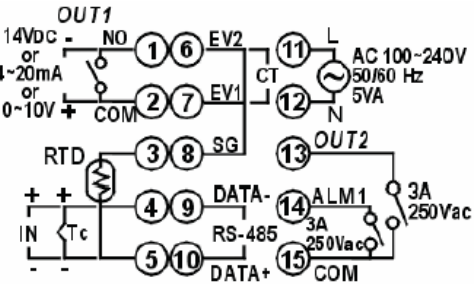 OUT1
14VDC - NO 1 6 EV2 11 L
or
4~20mA CT AC 100~240V
50/60 Hz
or 5VA
0~10V + COM 2 7 EV1 12 N
RTD 3 8 SG 13 OUT2
+ + 4 9 DATA- 14 ALM1 3A
250Vac
IN Tc RS-485 3A
250Vac
- - 5 10 DATA+ 15 COM